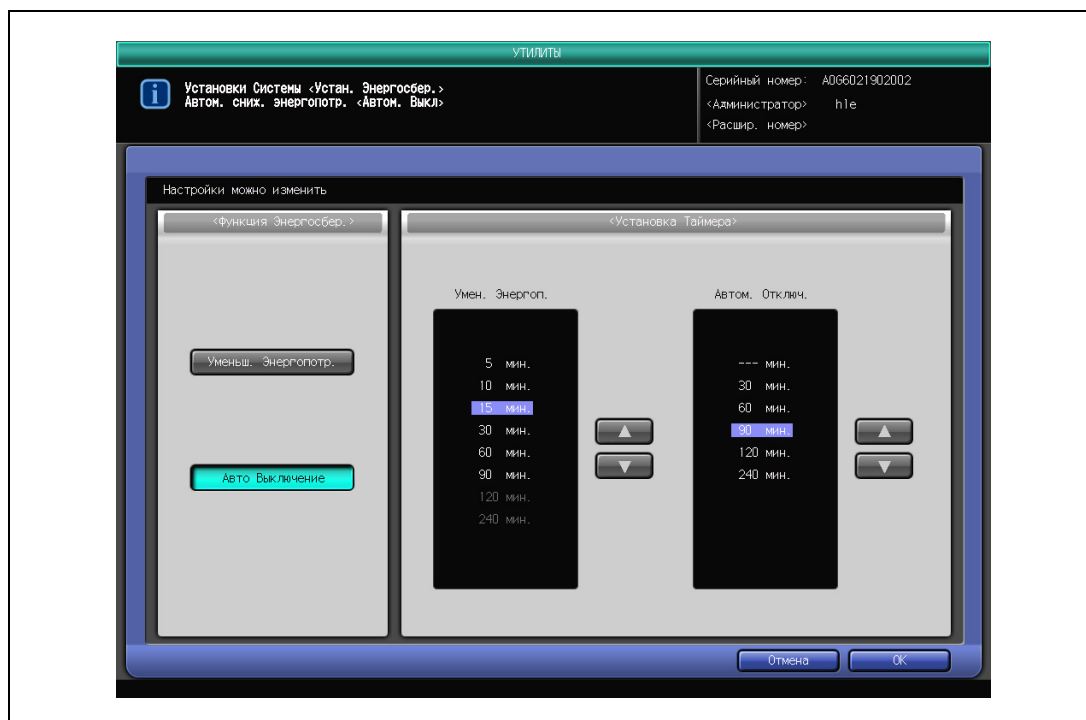 УТИЛИТЫ
Установки Системы <Устан. Энергосбер.>
Автом. сниж. энергопотр. <Автом. Выкл>
Серийный номер: A0G6021902002
<Администратор> hle
<Расшир. номер>
Настройки можно изменить
<Функция Энергосбер.>
<Установка Таймера>
Умен. Энергоп.
Автом. Отключ.
Уменьш. Энергопотр.
Авто Выключение
5 мин.
10 мин.
15 мин.
30 мин.
60 мин.
90 мин.
120 мин.
240 мин.
--- мин.
30 мин.
60 мин.
90 мин.
120 мин.
240 мин.
Отмена
OK